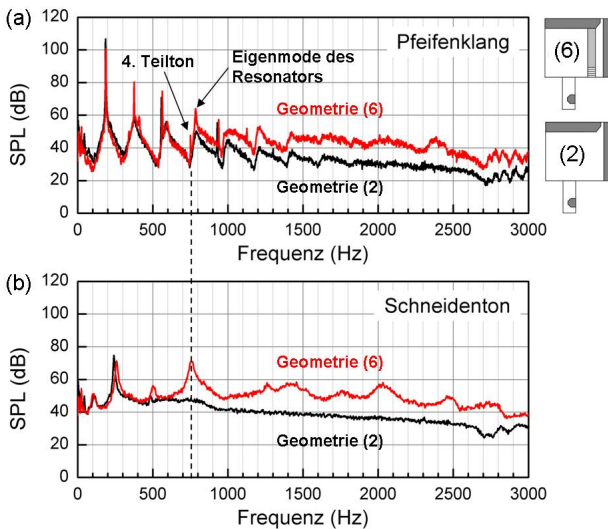 (a)
Pfeifenklang
4. Teilton
Eigenmode des
Resonators
Geometrie (6)
Geometrie (2)
SPL (dB)
120
100
80
60
40
20
0
0 500 1000 1500 2000 2500 3000
Frequenz (Hz)
(6)
(2)
(b)
Schneidenton
Geometrie (6)
Geometrie (2)
SPL (dB)
120
100
80
60
40
20
0
0 500 1000 1500 2000 2500 3000
Frequenz (Hz)